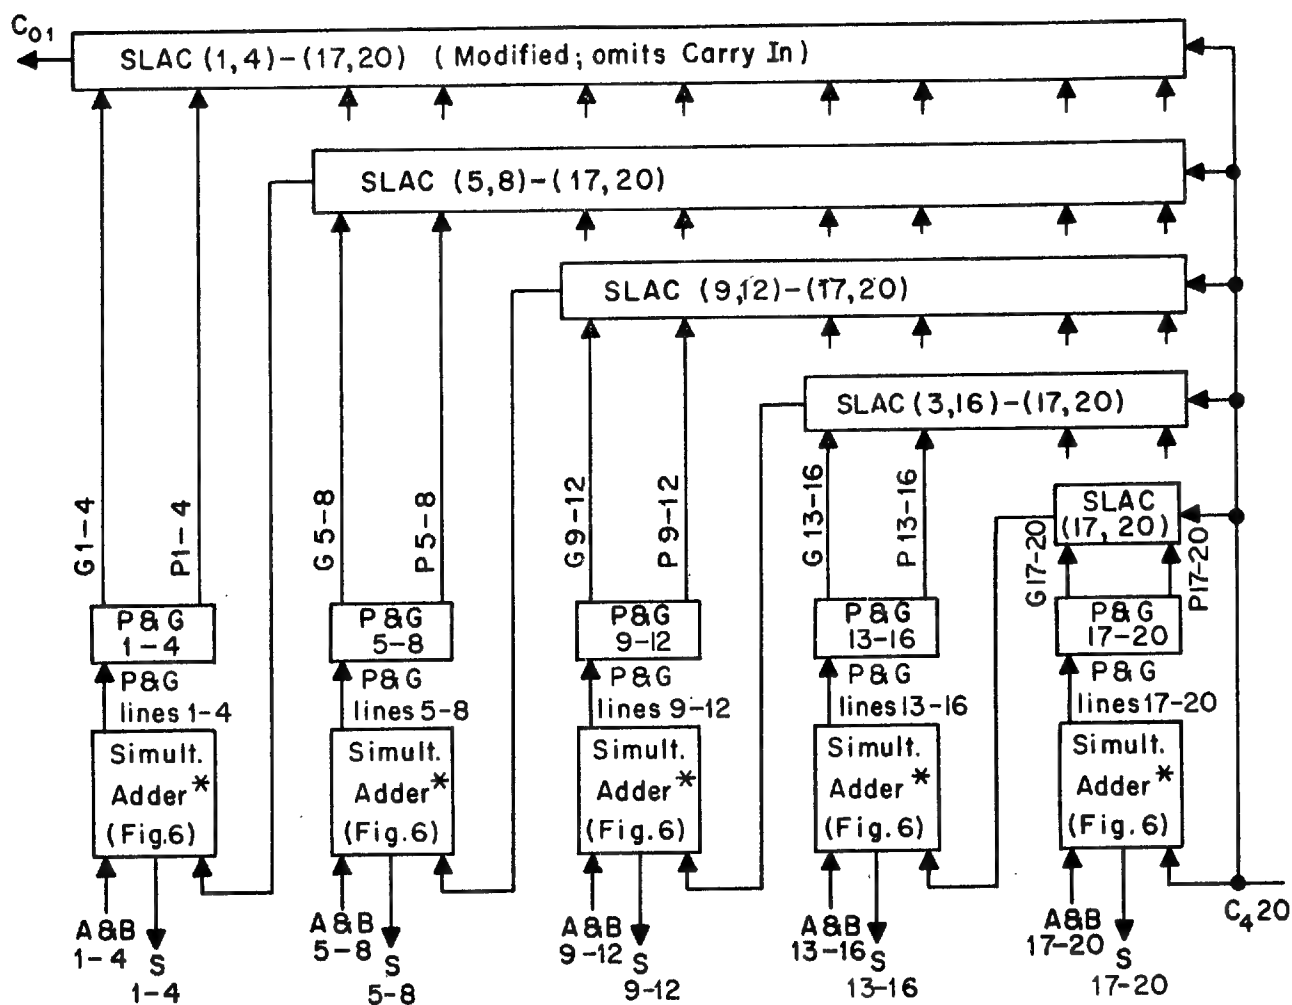 C01
SLAC (1,4)-(17,20) (Modified; omits Carry In)
SLAC (5,8)-(17,20)
SLAC (9,12)-(17,20)
SLAC (3,16)-(17,20)
SLAC
(17, 20)
G1-4
P1-4
G5-8
P5-8
G9-12
P9-12
G13-16
P13-16
G17-20
P17-20
P&G
1-4
P&G
5-8
P&G
9-12
P&G
13-16
P&G
17-20
P&G
lines 1-4
P&G
lines 5-8
P&G
lines 9-12
P&G
lines 13-16
P&G
lines 17-20
Simult.
Adder*
(Fig.6)
Simult.
Adder*
(Fig.6)
Simult.
Adder*
(Fig.6)
Simult.
Adder*
(Fig.6)
Simult.
Adder*
(Fig.6)
A&B
1-4
S
1-4
A&B
5-8
S
5-8
A&B
9-12
S
9-12
A&B
13-16
S
13-16
A&B
17-20
S
17-20
C420